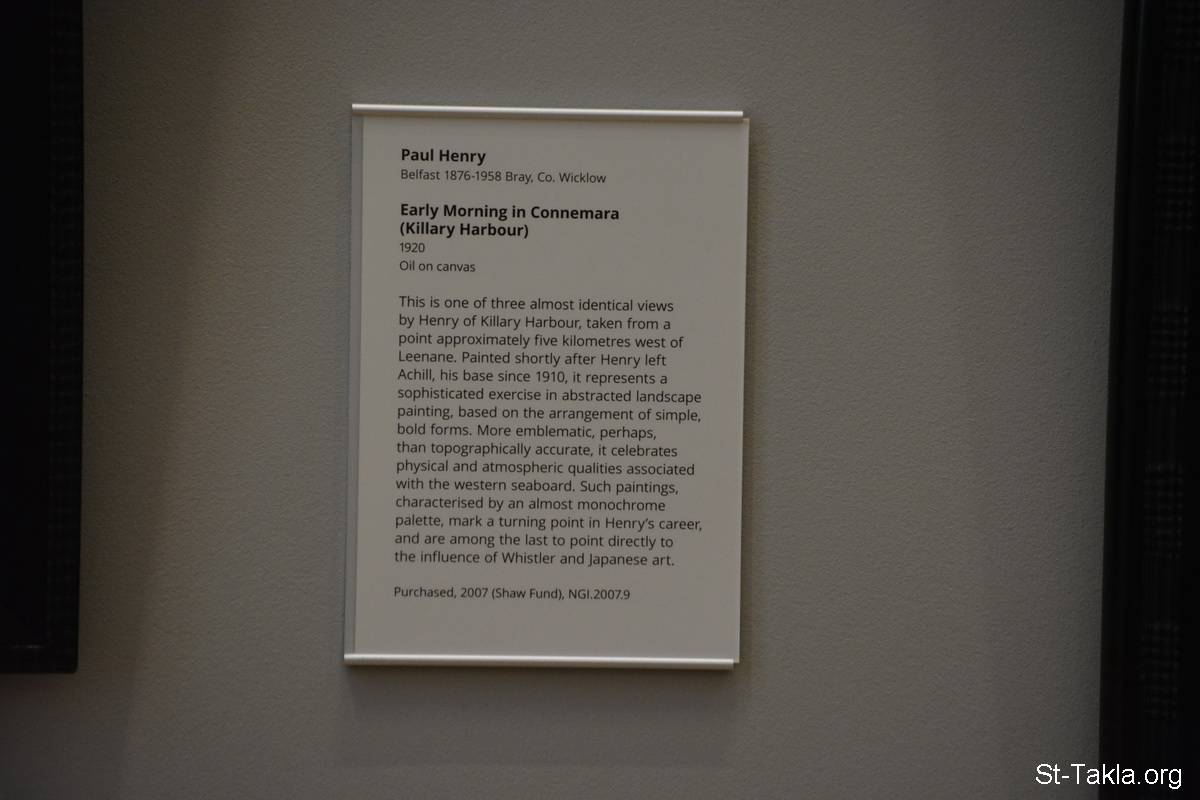 Paul Henry
Belfast 1876-1958 Bray, Co. Wicklow
Early Morning in Connemara
(Killary Harbour)
1920
Oil on canvas
This is one of three almost identical views
by Henry of Killary Harbour, taken from a
point approximately five kilometres west of
Leenane. Painted shortly after Henry left
Achill, his base since 1910, it represents a
sophisticated exercise in abstracted landscape
painting, based on the arrangement of simple,
bold forms. More emblematic, perhaps,
than topographically accurate, it celebrates
physical and atmospheric qualities associated
with the western seaboard. Such paintings,
characterised by an almost monochrome
palette, mark a turning point in Henry's career,
and are among the last to point directly to
the influence of Whistler and Japanese art.
Purchased, 2007 (Shaw Fund), NGI.2007.9
St-Takla.org